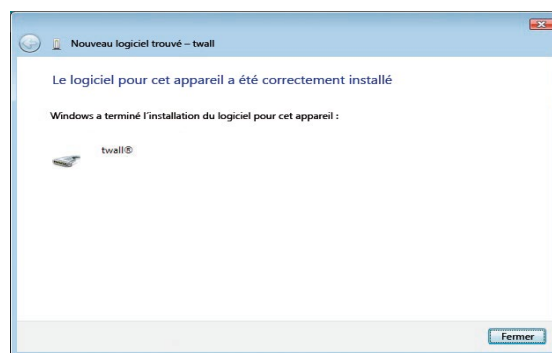 Nouveau logiciel trouvé – twall
Le logiciel pour cet appareil a été correctement installé
Windows a terminé l´installation du logiciel pour cet appareil :
twall®
Fermer